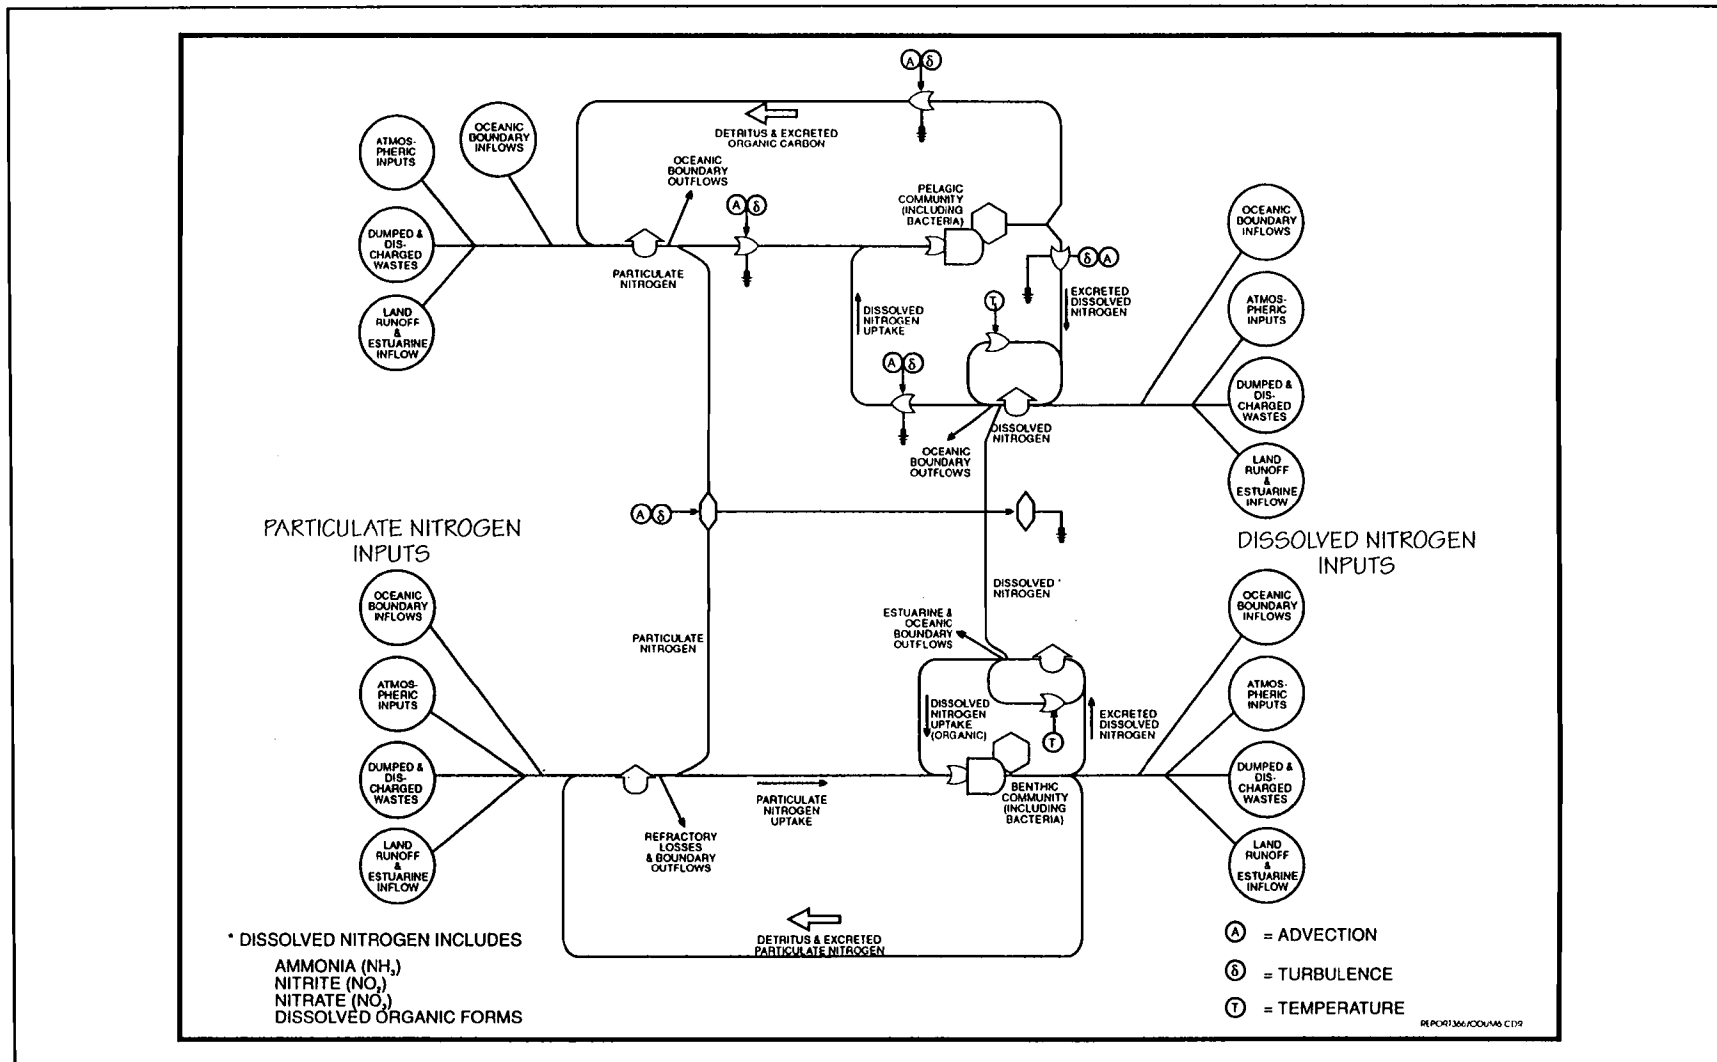 A δ
DETRITUS & EXCRETED
ORGANIC CARBON
OCEANIC
BOUNDARY
INFLOWS
ATMOS-
PHERIC
INPUTS
DUMPED &
DIS-
CHARGED
WASTES
LAND
RUNOFF
&
ESTUARINE
INFLOW
OCEANIC
BOUNDARY
OUTFLOWS
A δ
PARTICULATE
NITROGEN
PELAGIC
COMMUNITY
(INCLUDING
BACTERIA)
δ A
EXCRETED
DISSOLVED
NITROGEN
T
DISSOLVED
NITROGEN
UPTAKE
A δ
DISSOLVED
NITROGEN
OCEANIC
BOUNDARY
OUTFLOWS
OCEANIC
BOUNDARY
INFLOWS
ATMOS-
PHERIC
INPUTS
DUMPED &
DIS-
CHARGED
WASTES
LAND
RUNOFF
&
ESTUARINE
INFLOW
A δ
PARTICULATE NITROGEN
INPUTS
DISSOLVED NITROGEN
INPUTS
OCEANIC
BOUNDARY
INFLOWS
ATMOS-
PHERIC
INPUTS
DUMPED &
DIS-
CHARGED
WASTES
LAND
RUNOFF
&
ESTUARINE
INFLOW
PARTICULATE
NITROGEN
DISSOLVED *
NITROGEN
ESTUARINE &
OCEANIC
BOUNDARY
OUTFLOWS
DISSOLVED
NITROGEN
UPTAKE
(ORGANIC)
T
EXCRETED
DISSOLVED
NITROGEN
BENTHIC
COMMUNITY
(INCLUDING
BACTERIA)
PARTICULATE
NITROGEN
UPTAKE
REFRACTORY
LOSSES
& BOUNDARY
OUTFLOWS
OCEANIC
BOUNDARY
INFLOWS
ATMOS-
PHERIC
INPUTS
DUMPED &
DIS-
CHARGED
WASTES
LAND
RUNOFF
&
ESTUARINE
INFLOW
DETRITUS & EXCRETED
PARTICULATE NITROGEN
* DISSOLVED NITROGEN INCLUDES
AMMONIA (NH₃)
NITRITE (NO₂)
NITRATE (NO₃)
DISSOLVED ORGANIC FORMS
A = ADVECTION
δ = TURBULENCE
T = TEMPERATURE